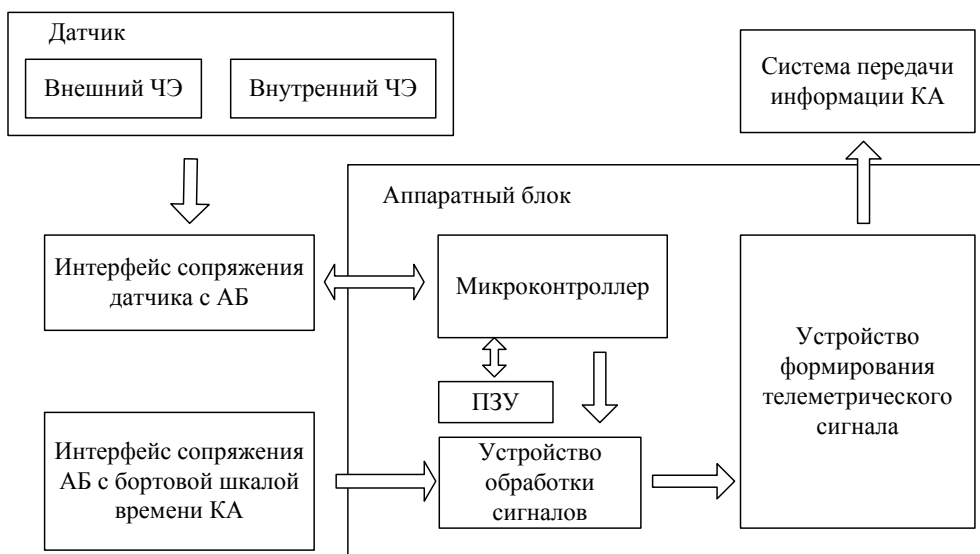 Датчик
Внешний ЧЭ
Внутренний ЧЭ
Система передачи
информации КА
Аппаратный блок
Интерфейс сопряжения
датчика с АБ
Микроконтроллер
Устройство
формирования
телеметрического
сигнала
ПЗУ
Интерфейс сопряжения
АБ с бортовой шкалой
времени КА
Устройство
обработки
сигналов